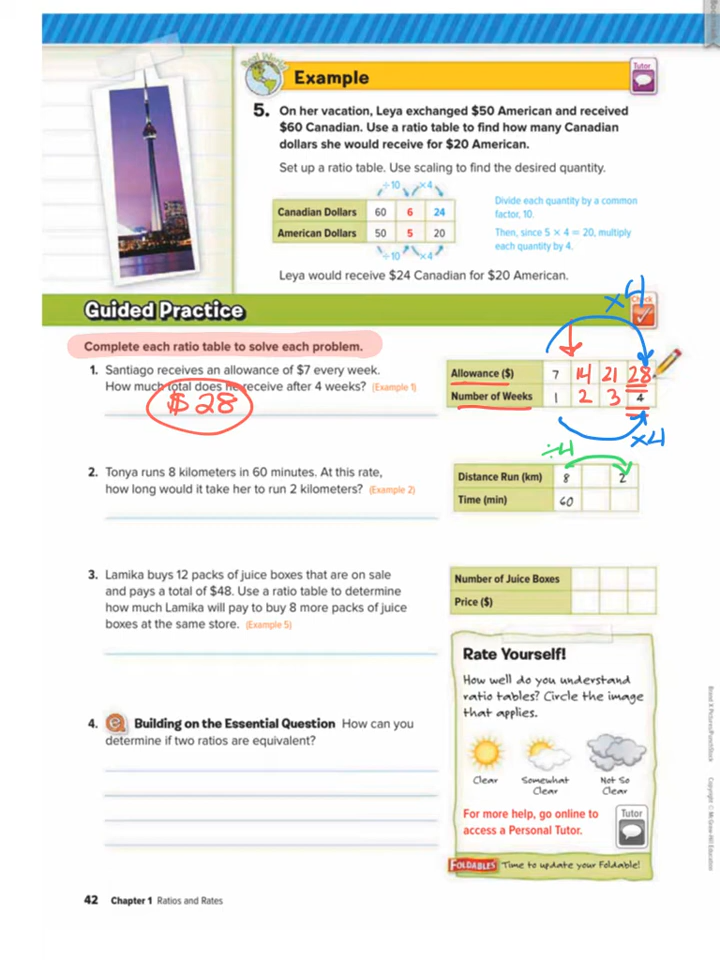 Tutor
Real World
Example
5. On her vacation, Leya exchanged $50 American and received
$60 Canadian. Use a ratio table to find how many Canadian
dollars she would receive for $20 American.
Set up a ratio table. Use scaling to find the desired quantity.
÷10 ×4
Canadian Dollars 60 6 24
American Dollars 50 5 20
÷10 ×4
Divide each quantity by a common
factor, 10.
Then, since 5 × 4 = 20, multiply
each quantity by 4.
Leya would receive $24 Canadian for $20 American.
Guided Practice
Check
×4
Complete each ratio table to solve each problem.
1. Santiago receives an allowance of $7 every week.
How much total does he receive after 4 weeks? (Example 1)
$28
Allowance ($) 7 14 21 28
Number of Weeks 1 2 3 4
×4
÷4
2. Tonya runs 8 kilometers in 60 minutes. At this rate,
how long would it take her to run 2 kilometers? (Example 2)
Distance Run (km) 8 2
Time (min) 60
3. Lamika buys 12 packs of juice boxes that are on sale
and pays a total of $48. Use a ratio table to determine
how much Lamika will pay to buy 8 more packs of juice
boxes at the same store. (Example 5)
Number of Juice Boxes
Price ($)
4. e Building on the Essential Question How can you
determine if two ratios are equivalent?
Rate Yourself!
How well do you understand
ratio tables? Circle the image
that applies.
Clear
Somewhat
Clear
Not So
Clear
For more help, go online to
access a Personal Tutor.
Tutor
FOLDABLES Time to update your Foldable!
42 Chapter 1 Ratios and Rates
Brand X Pictures/PunchStock
Copyright © McGraw-Hill Education